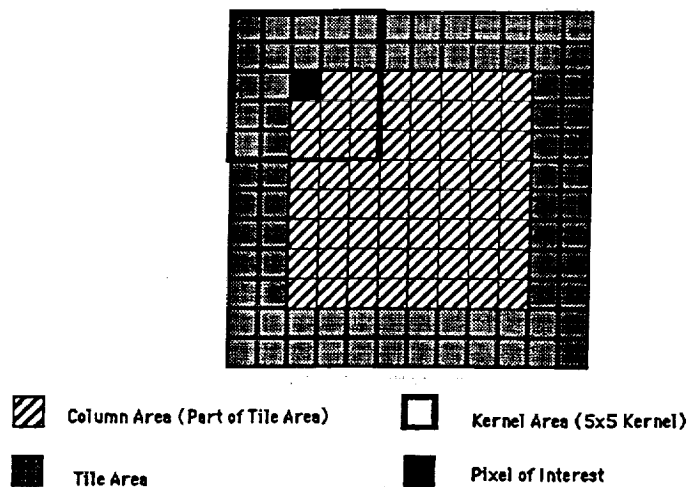 Column Area (Part of Tile Area)
Kernel Area (5x5 Kernel)
Tile Area
Pixel of Interest